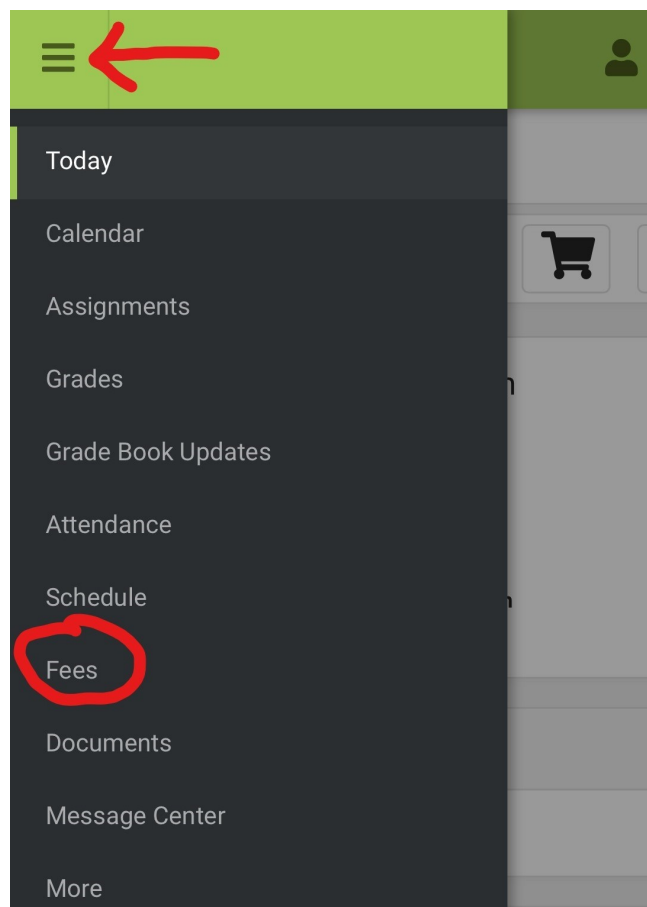 Today
Calendar
Assignments
Grades
Grade Book Updates
Attendance
Schedule
Fees
Documents
Message Center
More